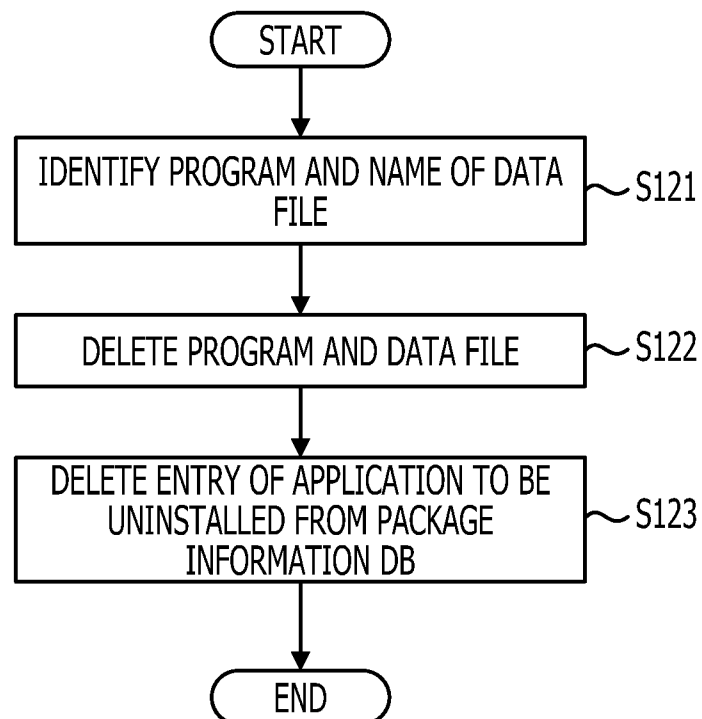 START
IDENTIFY PROGRAM AND NAME OF DATA
FILE
S121
DELETE PROGRAM AND DATA FILE
S122
DELETE ENTRY OF APPLICATION TO BE
UNINSTALLED FROM PACKAGE
INFORMATION DB
S123
END